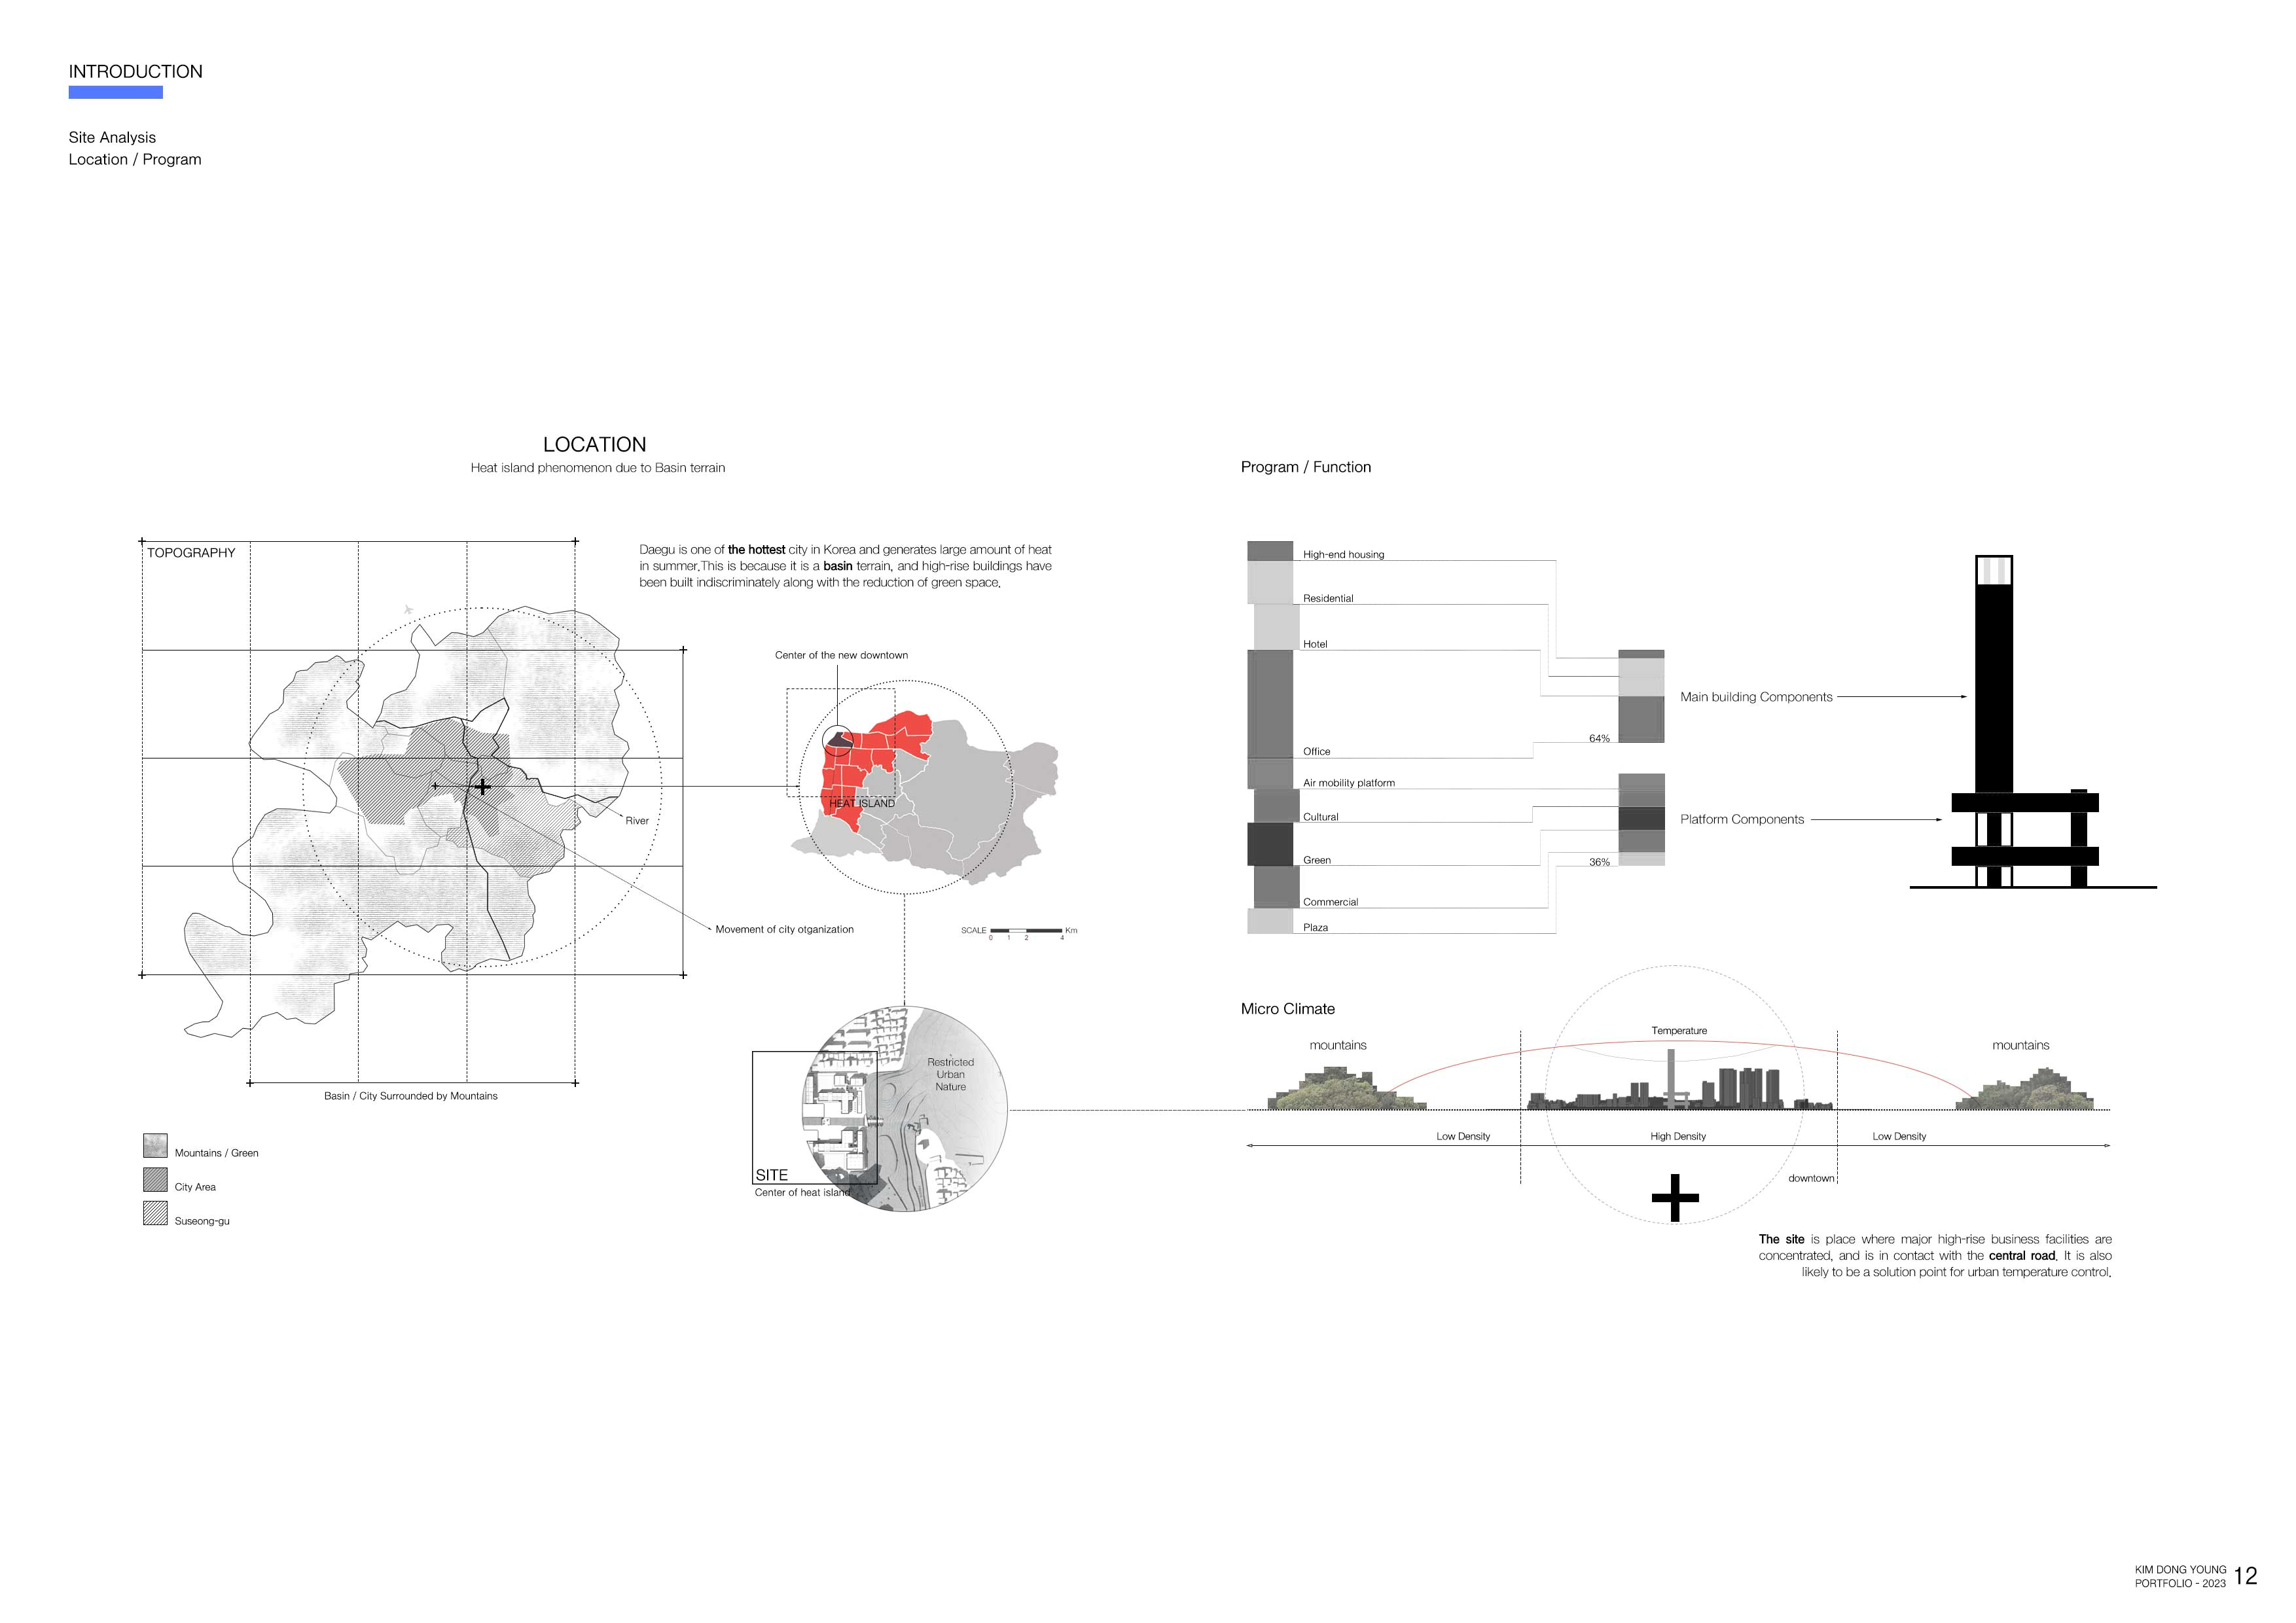 INTRODUCTION
Site Analysis
Location / Program
LOCATION
Heat island phenomenon due to Basin terrain
TOPOGRAPHY
Daegu is one of the hottest city in Korea and generates large amount of heat
in summer.This is because it is a basin terrain, and high-rise buildings have
been built indiscriminately along with the reduction of green space.
Center of the new downtown
HEAT ISLAND
River
Movement of city otganization
SCALE
0 1 2 4
Km
Basin / City Surrounded by Mountains
Mountains / Green
City Area
Suseong-gu
Restricted
Urban
Nature
SITE
Center of heat island
Program / Function
High-end housing
Residential
Hotel
Office
Air mobility platform
Cultural
Green
Commercial
Plaza
64%
36%
Main building Components
Platform Components
Micro Climate
mountains
Temperature
mountains
Low Density
High Density
Low Density
downtown
The site is place where major high-rise business facilities are
concentrated, and is in contact with the central road. It is also
likely to be a solution point for urban temperature control.
KIM DONG YOUNG
PORTFOLIO - 2023
12